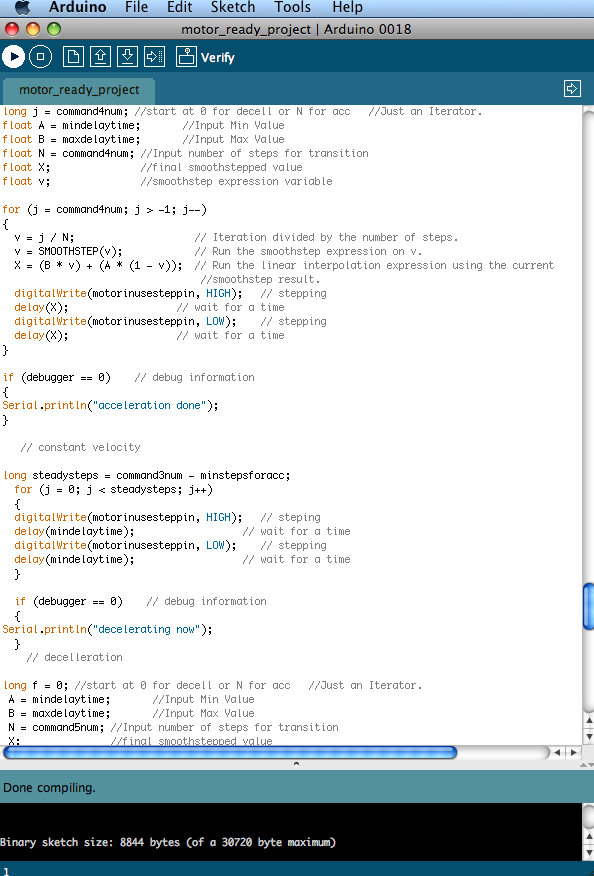 Arduino File Edit Sketch Tools Help
motor_ready_project | Arduino 0018
Verify
motor_ready_project
long j = command4num; //start at 0 for decell or N for acc //Just an Iterator.
float A = mindelaytime; //Input Min Value
float B = maxdelaytime; //Input Max Value
float N = command4num; //Input number of steps for transition
float X; //final smoothstepped value
float v; //smoothstep expression variable
for (j = command4num; j > -1; j--)
{
v = j / N; // Iteration divided by the number of steps.
v = SMOOTHSTEP(v); // Run the smoothstep expression on v.
X = (B * v) + (A * (1 - v)); // Run the linear interpolation expression using the current
//smoothstep result.
digitalWrite(motorinusesteppin, HIGH); // stepping
delay(X); // wait for a time
digitalWrite(motorinusesteppin, LOW); // stepping
delay(X); // wait for a time
}
if (debugger == 0) // debug information
{
Serial.println("acceleration done");
}
// constant velocity
long steadysteps = command3num - minstepsforacc;
for (j = 0; j < steadysteps; j++)
{
digitalWrite(motorinusesteppin, HIGH); // steping
delay(mindelaytime); // wait for a time
digitalWrite(motorinusesteppin, LOW); // stepping
delay(mindelaytime); // wait for a time
}
if (debugger == 0) // debug information
{
Serial.println("decelerating now");
}
// decelleration
long f = 0; //start at 0 for decell or N for acc //Just an Iterator.
A = mindelaytime; //Input Min Value
B = maxdelaytime; //Input Max Value
N = command5num; //Input number of steps for transition
X; //final smoothstepped value
Done compiling.
Binary sketch size: 8844 bytes (of a 30720 byte maximum)
1